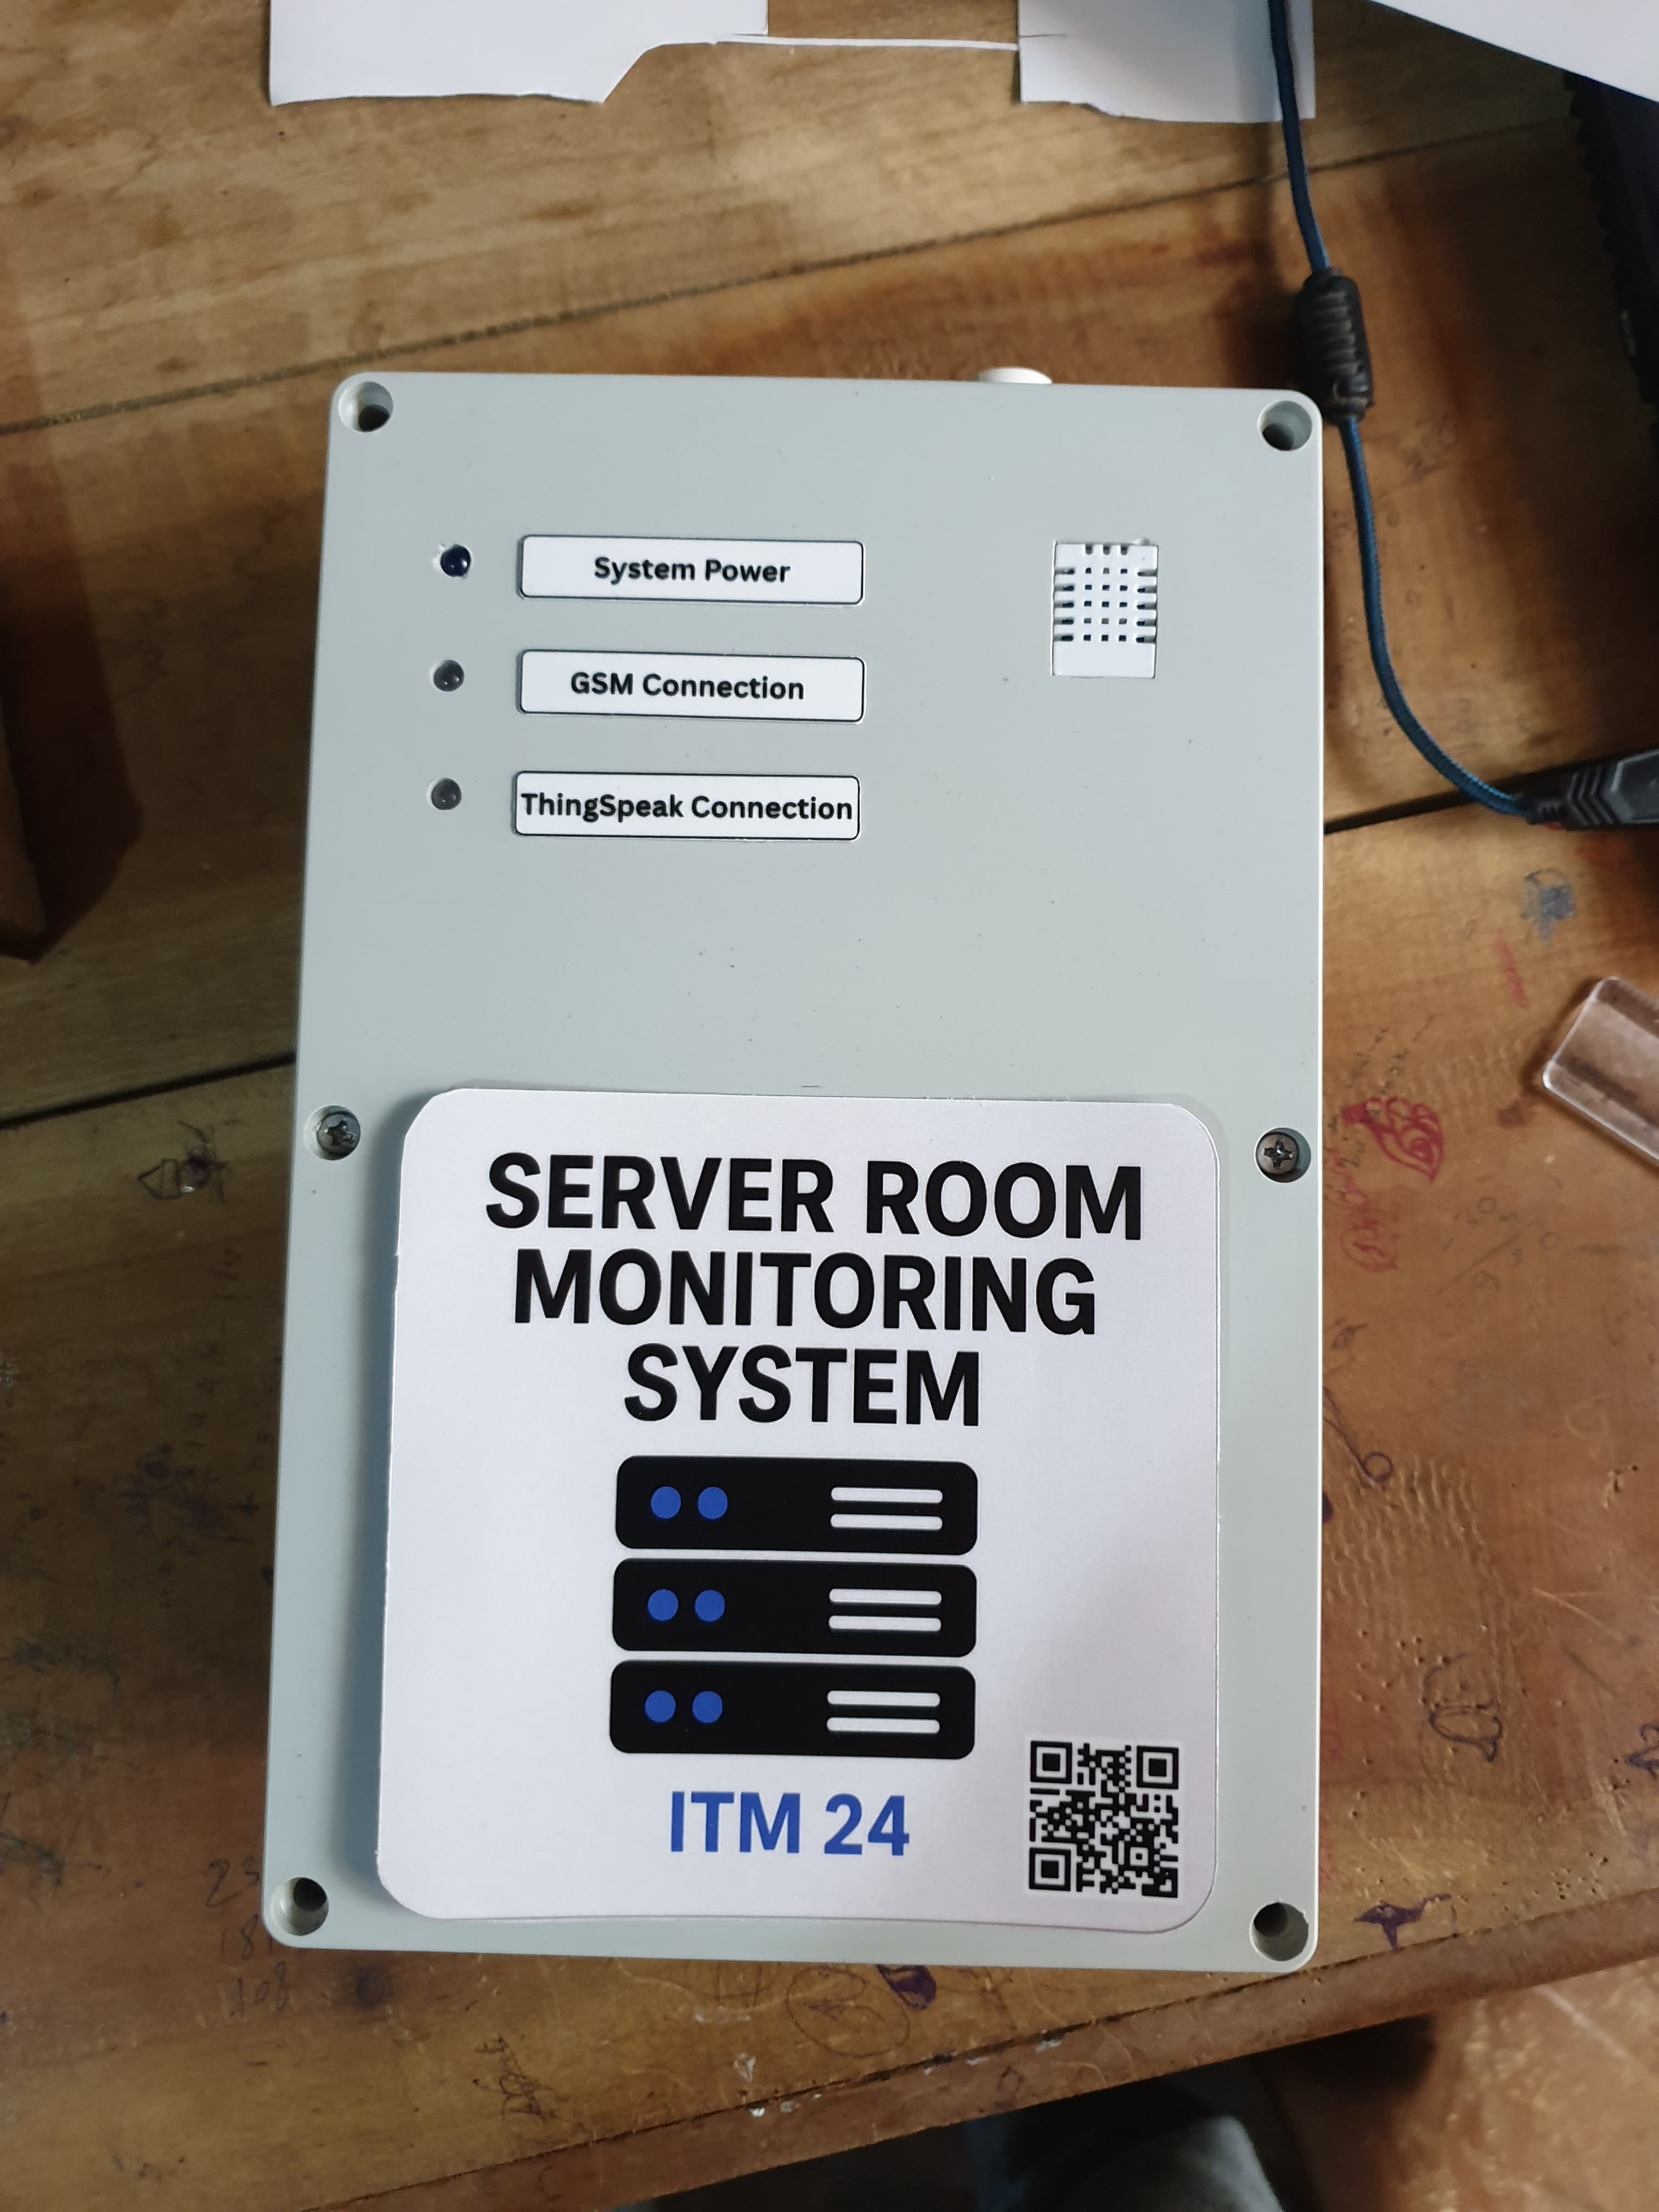 System Power
GSM Connection
ThingSpeak Connection
SERVER ROOM
MONITORING
SYSTEM
ITM 24